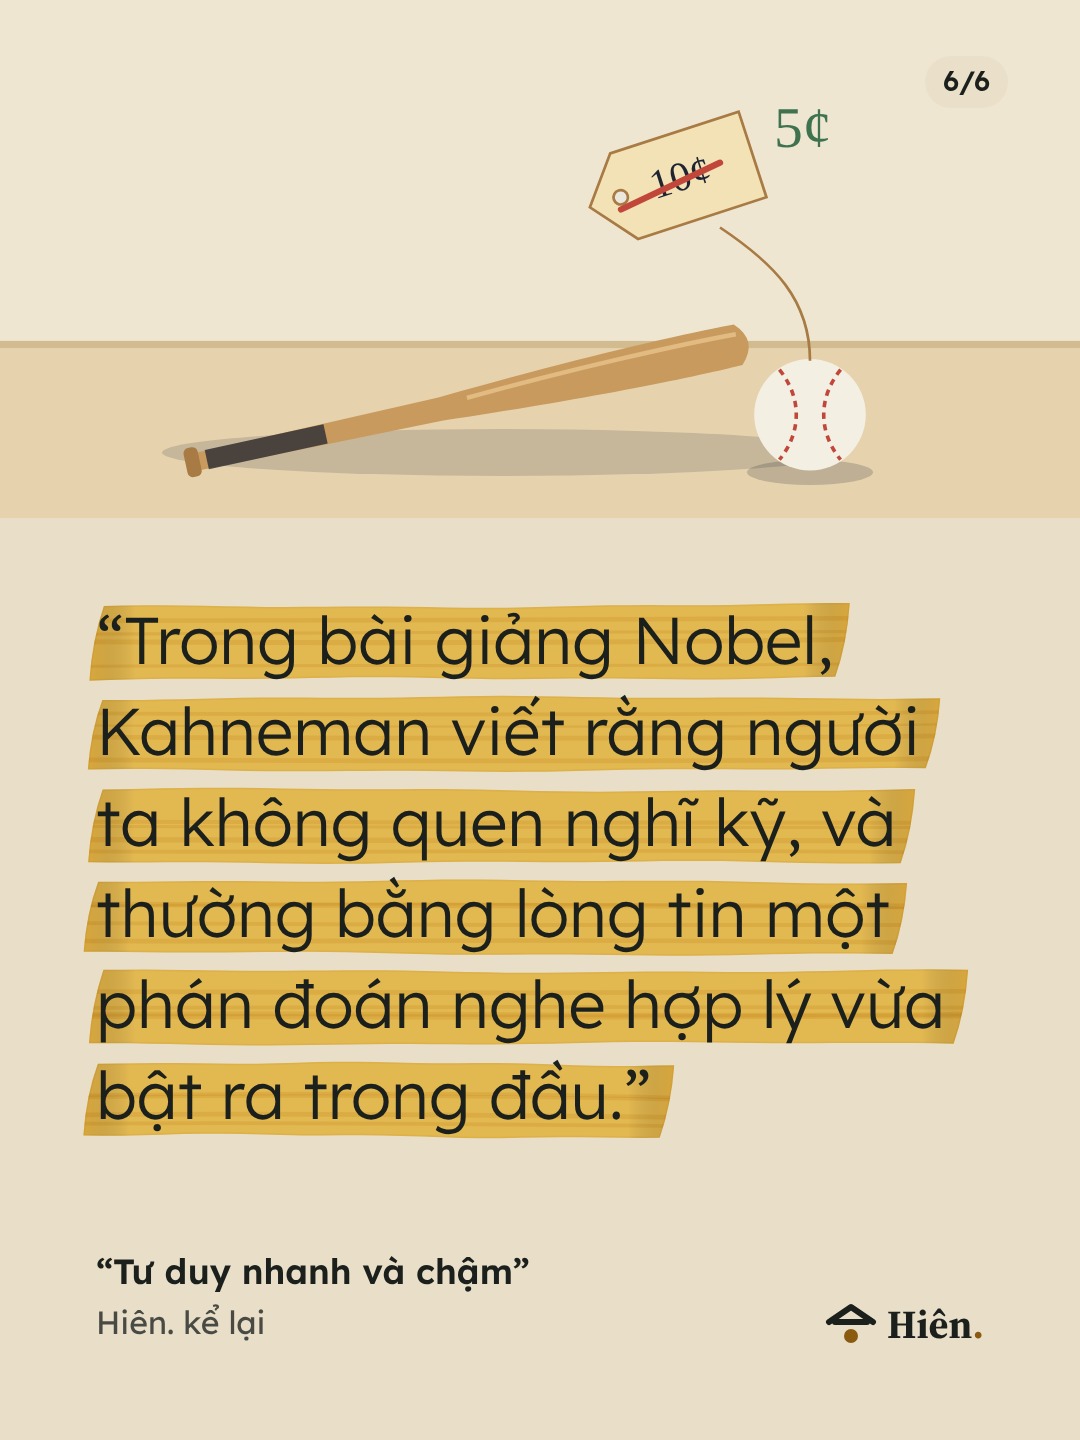 6/6
5¢
10¢
“Trong bài giảng Nobel,
Kahneman viết rằng người
ta không quen nghĩ kỹ, và
thường bằng lòng tin một
phán đoán nghe hợp lý vừa
bật ra trong đầu.”
“Tư duy nhanh và chậm”
Hiên. kể lại
Hiên.